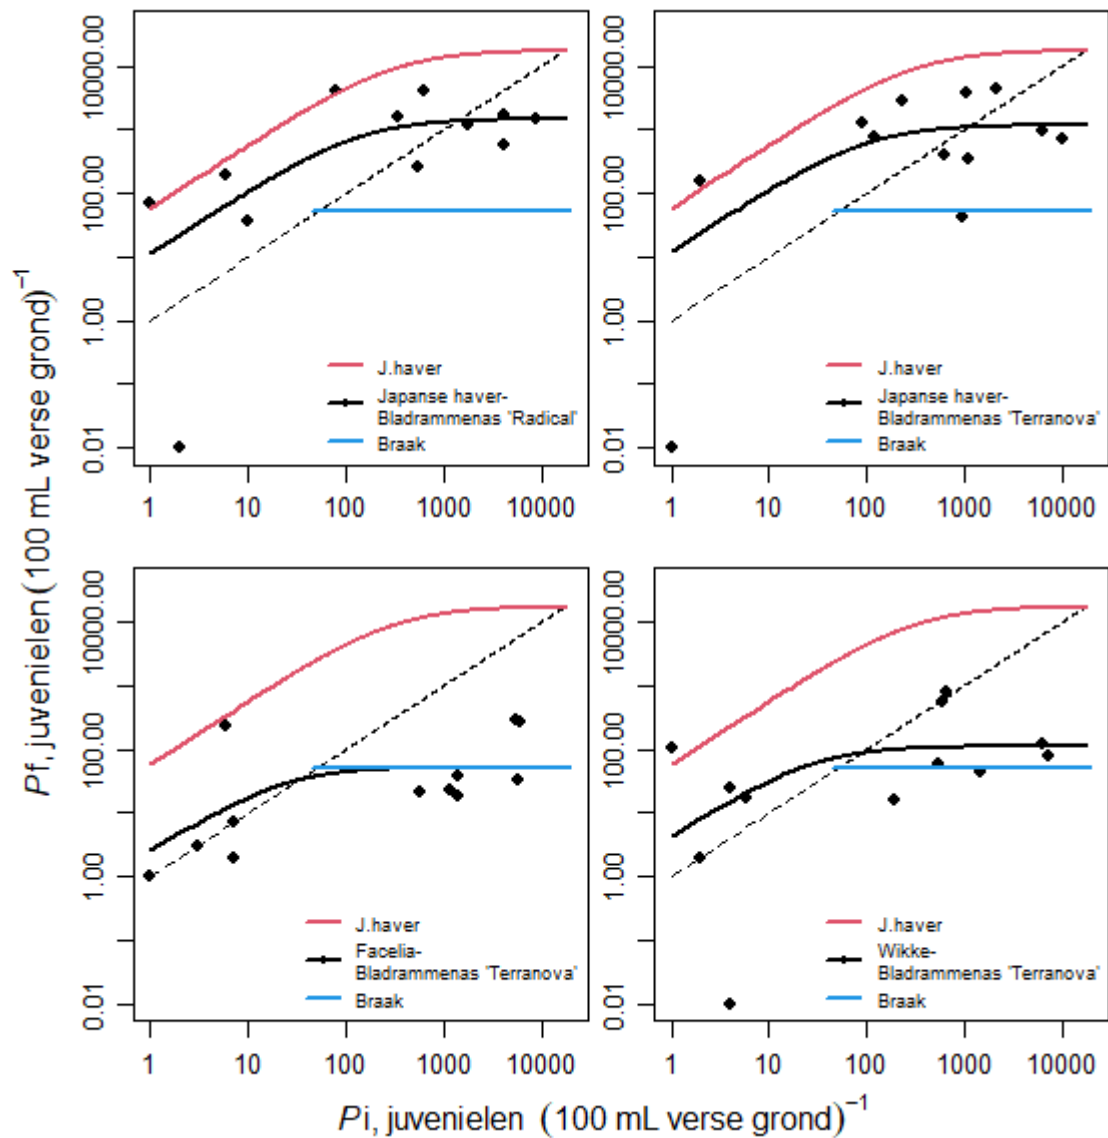 10000.00
100.00
1.00
0.01
1 10 100 1000 10000
J.haver
Japanse haver-
Bladrammenas "Radical"
Braak
10000.00
100.00
1.00
0.01
1 10 100 1000 10000
J.haver
Japanse haver-
Bladrammenas "Terranova"
Braak
10000.00
100.00
1.00
0.01
1 10 100 1000 10000
J.haver
Facelia-
Bladrammenas "Terranova"
Braak
10000.00
100.00
1.00
0.01
1 10 100 1000 10000
J.haver
Wikke-
Bladrammenas "Terranova"
Braak
Pf, juvenielen (100 mL verse grond)⁻¹
Pi, juvenielen (100 mL verse grond)⁻¹